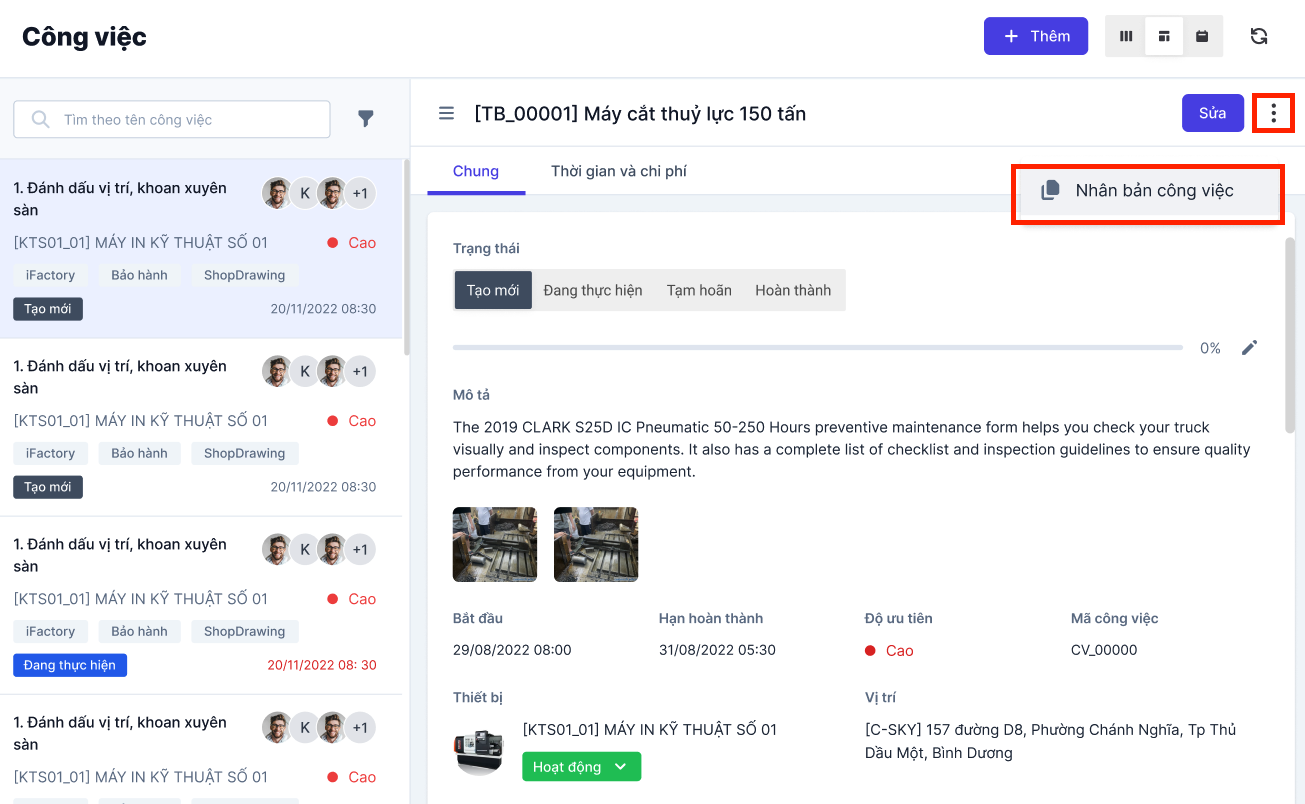 Công việc
Thêm
Tìm theo tên công việc
1. Đánh dấu vị trí, khoan xuyên
sàn
K
+1
[KTS01_01] MÁY IN KỸ THUẬT SỐ 01
Cao
iFactory
Bảo hành
ShopDrawing
Tạo mới
20/11/2022 08:30
1. Đánh dấu vị trí, khoan xuyên
sàn
K
+1
[KTS01_01] MÁY IN KỸ THUẬT SỐ 01
Cao
iFactory
Bảo hành
ShopDrawing
Tạo mới
20/11/2022 08:30
1. Đánh dấu vị trí, khoan xuyên
sàn
K
+1
[KTS01_01] MÁY IN KỸ THUẬT SỐ 01
Cao
iFactory
Bảo hành
ShopDrawing
Đang thực hiện
20/11/2022 08: 30
1. Đánh dấu vị trí, khoan xuyên
sàn
K
+1
[KTS01_01] MÁY IN KỸ THUẬT SỐ 01
Cao
[TB_00001] Máy cắt thuỷ lực 150 tấn
Sửa
Chung
Thời gian và chi phí
Nhân bản công việc
Trạng thái
Tạo mới
Đang thực hiện
Tạm hoãn
Hoàn thành
0%
Mô tả
The 2019 CLARK S25D IC Pneumatic 50-250 Hours preventive maintenance form helps you check your truck
visually and inspect components. It also has a complete list of checklist and inspection guidelines to ensure quality
performance from your equipment.
Bắt đầu
Hạn hoàn thành
Độ ưu tiên
Mã công việc
29/08/2022 08:00
31/08/2022 05:30
Cao
CV_00000
Thiết bị
Vị trí
[KTS01_01] MÁY IN KỸ THUẬT SỐ 01
Hoạt động
[C-SKY] 157 đường D8, Phường Chánh Nghĩa, Tp Thủ
Dầu Một, Bình Dương